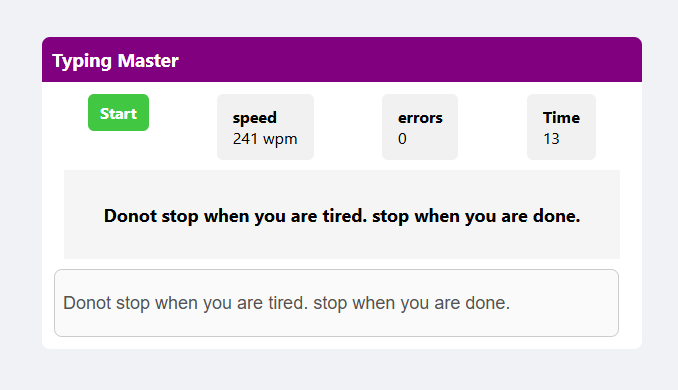 Typing Master
Start
speed
241 wpm
errors
0
Time
13
Donot stop when you are tired. stop when you are done.
Donot stop when you are tired. stop when you are done.